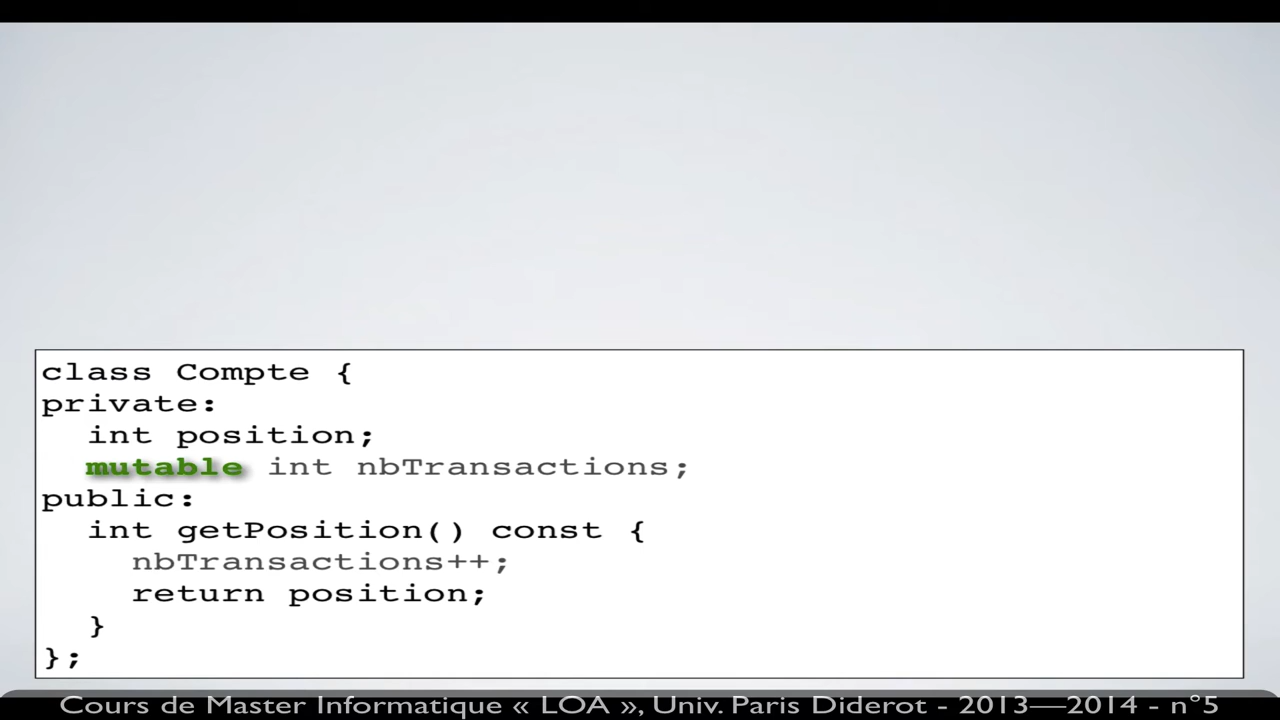 class Compte {
private:
int position;
mutable int nbTransactions;
public:
int getPosition() const {
nbTransactions++;
return position;
}
};
Cours de Master Informatique « LOA », Univ. Paris Diderot - 2013—2014 - n°5